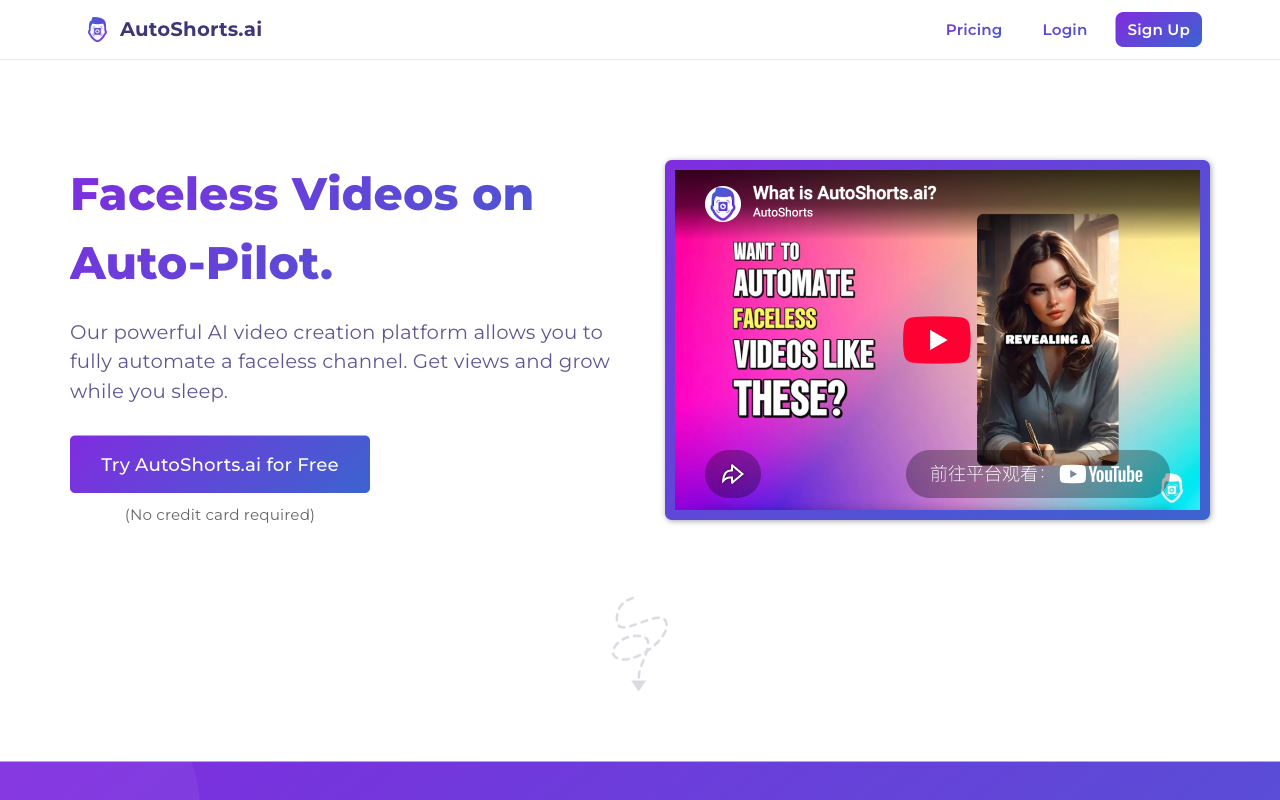 AutoShorts.ai
Pricing
Login
Sign Up
Faceless Videos on
Auto-Pilot.
Our powerful AI video creation platform allows you to
fully automate a faceless channel. Get views and grow
while you sleep.
Try AutoShorts.ai for Free
(No credit card required)
What is AutoShorts.ai?
AutoShorts
WANT TO
AUTOMATE
FACELESS
VIDEOS LIKE
THESE?
REVEALING A
前往平台观看：
YouTube